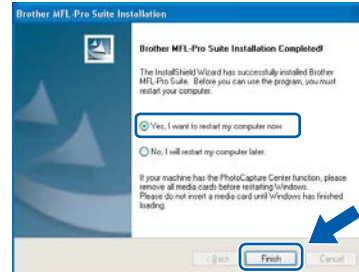 Brother MFL-Pro Suite Installation
Brother MFL-Pro Suite Installation Completed!
The InstallShield Wizard has successfully installed Brother
MFL-Pro Suite. Before you can use the program, you must
restart your computer.
Yes, I want to restart my computer now.
No, I will restart my computer later.
If your machine has the PhotoCapture Center function, please
remove all media cards before restarting Windows.
Please do not insert a media card until Windows has finished
loading.
< Back
Finish
Cancel